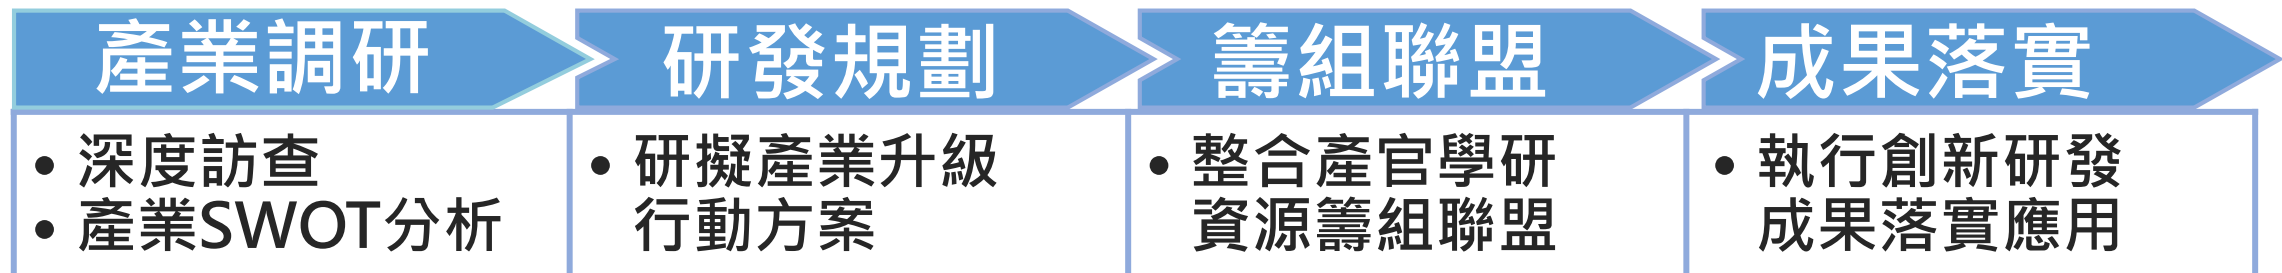 產業調研
研發規劃
籌組聯盟
成果落實
• 深度訪查
• 產業SWOT分析
• 研擬產業升級
行動方案
• 整合產官學研
資源籌組聯盟
• 執行創新研發
成果落實應用